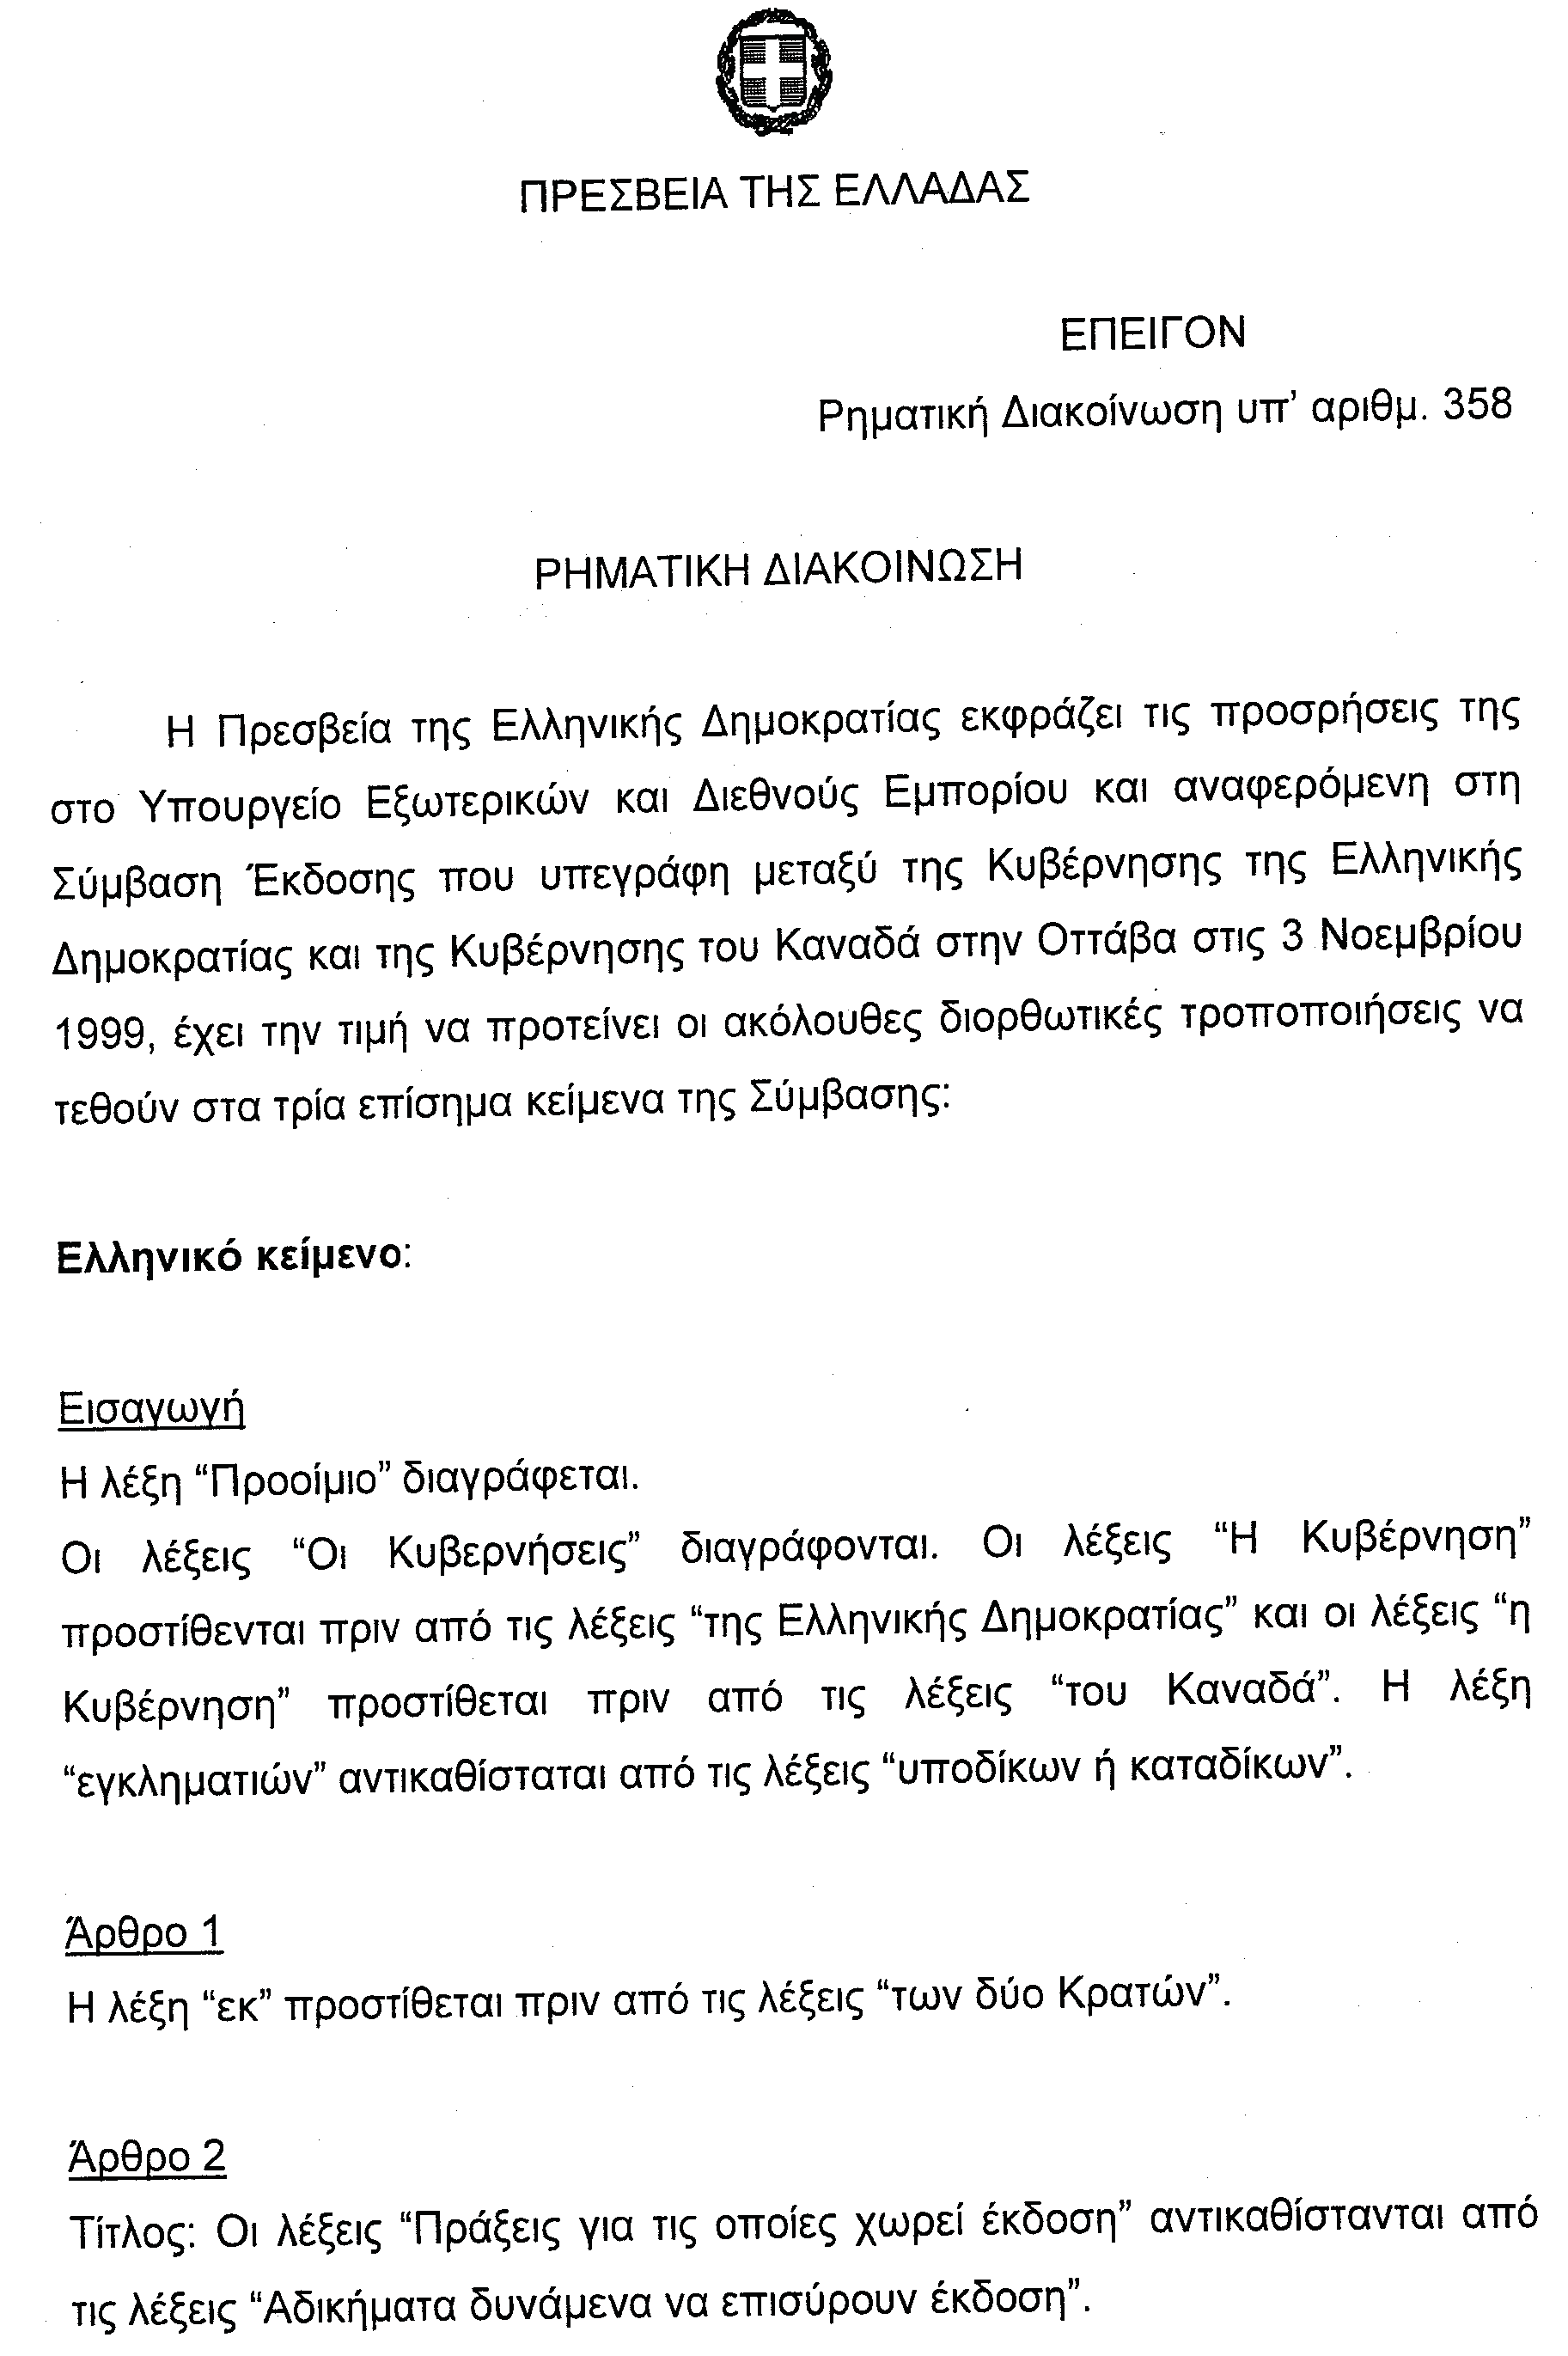 ΠΡΕΣΒΕΙΑ ΤΗΣ ΕΛΛΑΔΑΣ
ΕΠΕΙΓΟΝ
Ρηματική Διακοίνωση υπ’ αριθμ. 358
ΡΗΜΑΤΙΚΗ ΔΙΑΚΟΙΝΩΣΗ
Η Πρεσβεία της Ελληνικής Δημοκρατίας εκφράζει τις προσρήσεις της
στο Υπουργείο Εξωτερικών και Διεθνούς Εμπορίου και αναφερόμενη στη
Σύμβαση Έκδοσης που υπεγράφη μεταξύ της Κυβέρνησης της Ελληνικής
Δημοκρατίας και της Κυβέρνησης του Καναδά στην Οττάβα στις 3 Νοεμβρίου
1999, έχει την τιμή να προτείνει οι ακόλουθες διορθωτικές τροποποιήσεις να
τεθούν στα τρία επίσημα κείμενα της Σύμβασης:
Ελληνικό κείμενο:
Εισαγωγή
Η λέξη “Προοίμιο” διαγράφεται.
Οι λέξεις “Οι Κυβερνήσεις” διαγράφονται. Οι λέξεις “Η Κυβέρνηση”
προστίθενται πριν από τις λέξεις “της Ελληνικής Δημοκρατίας” και οι λέξεις “η
Κυβέρνηση” προστίθεται πριν από τις λέξεις “του Καναδά”. Η λέξη
“εγκληματιών” αντικαθίσταται από τις λέξεις “υποδίκων ή καταδίκων”.
Άρθρο 1
Η λέξη “εκ” προστίθεται πριν από τις λέξεις “των δύο Κρατών”.
Άρθρο 2
Τίτλος: Οι λέξεις “Πράξεις για τις οποίες χωρεί έκδοση” αντικαθίστανται από
τις λέξεις “Αδικήματα δυνάμενα να επισύρουν έκδοση”.